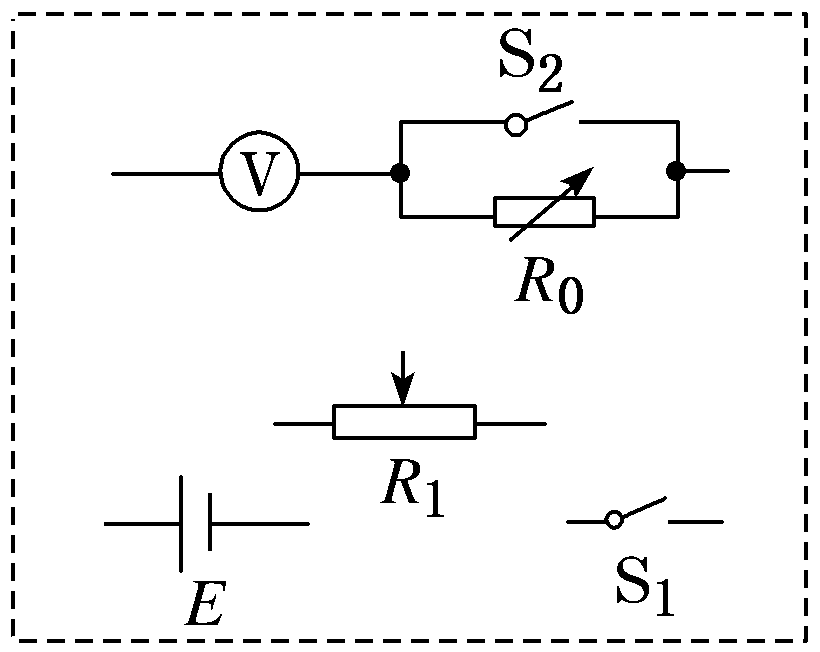 S₂
V
R₀
R₁
E
S₁